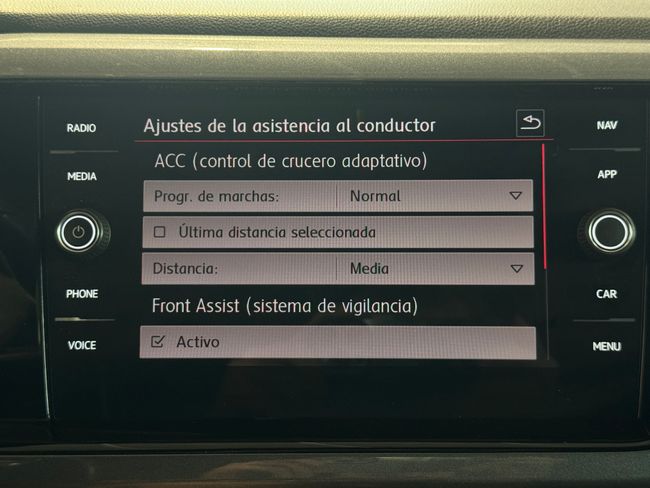 Ajustes de la asistencia al conductor
RADIO
NAV
ACC (control de crucero adaptativo)
MEDIA
APP
Progr. de marchas: Normal
Última distancia seleccionada
Distancia: Media
PHONE
CAR
Front Assist (sistema de vigilancia)
VOICE
Activo
MENU